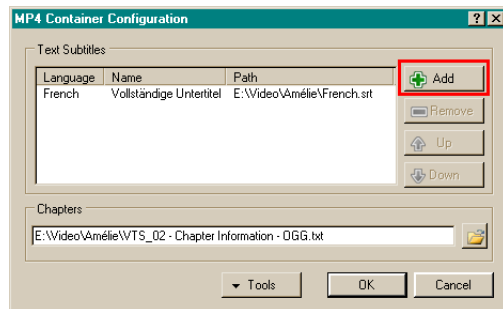 MP4 Container Configuration
Text Subtitles
Language Name Path
French Vollständige Untertitel E:\Video\Amélie\French.srt
Add
Remove
Up
Down
Chapters
E:\Video\Amélie\VTS_02 - Chapter Information - OGG.txt
Tools OK Cancel